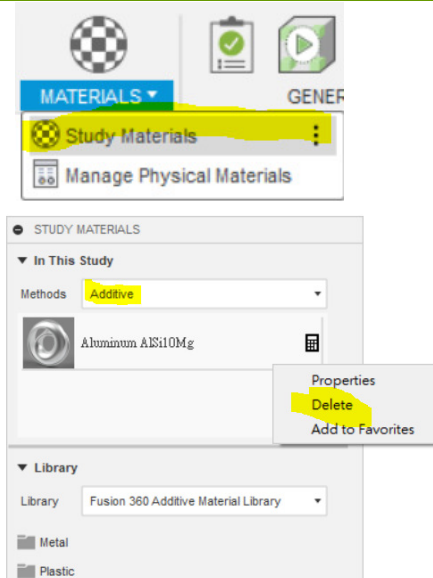 MATERIALS
GENER
Study Materials
Manage Physical Materials
STUDY MATERIALS
In This Study
Methods Additive
Aluminum AlSi10Mg
Properties
Delete
Add to Favorites
Library
Library Fusion 360 Additive Material Library
Metal
Plastic